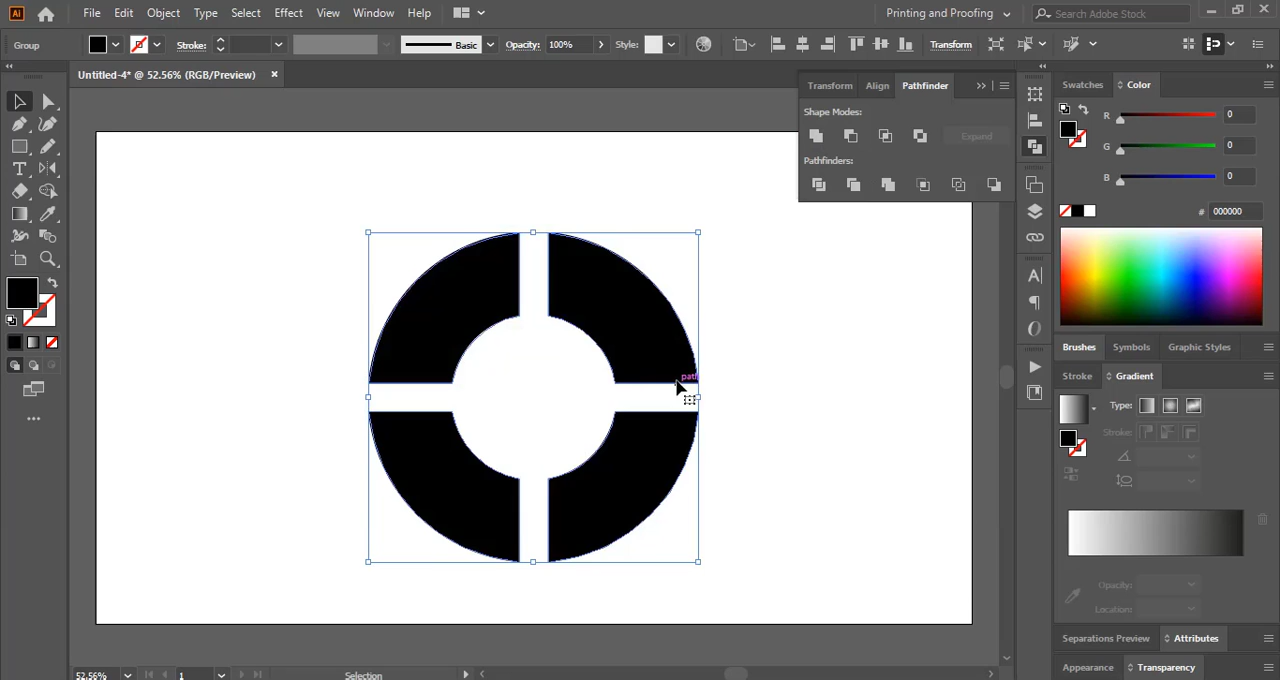 Ai File Edit Object Type Select Effect View Window Help Printing and Proofing Search Adobe Stock
Group Stroke: Basic Opacity: 100% Style: Transform
Untitled-4* @ 52.56% (RGB/Preview)
Transform Align Pathfinder
Shape Modes:
Expand
Pathfinders:
Swatches Color
R 0
G 0
B 0
# 000000
Brushes Symbols Graphic Styles
Stroke Gradient
Type:
Stroke:
Opacity:
Location:
Separations Preview Attributes
Appearance Transparency
path
52.56% 1 Selection